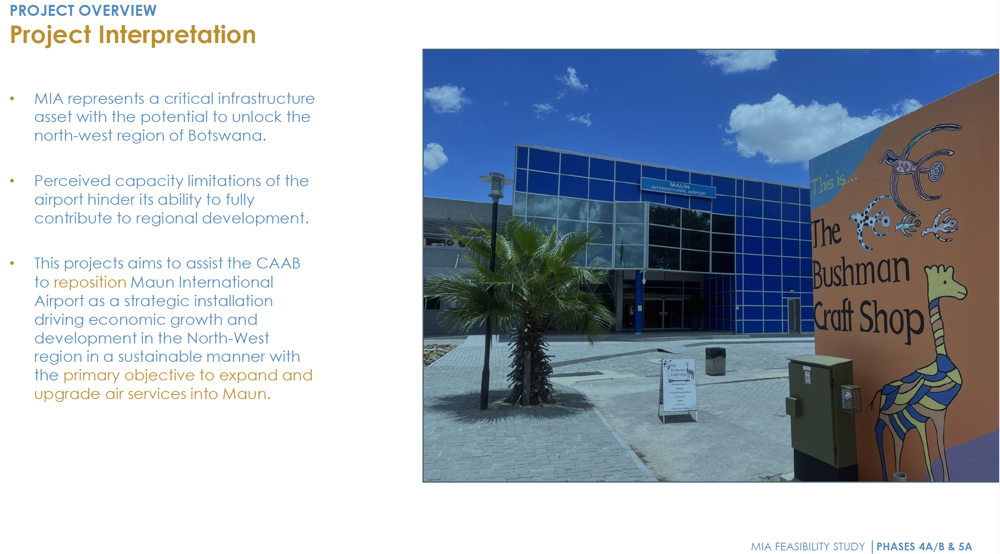 PROJECT OVERVIEW
Project Interpretation
• MIA represents a critical infrastructure
asset with the potential to unlock the
north-west region of Botswana.
• Perceived capacity limitations of the
airport hinder its ability to fully
contribute to regional development.
• This projects aims to assist the CAAB
to reposition Maun International
Airport as a strategic installation
driving economic growth and
development in the North-West
region in a sustainable manner with
the primary objective to expand and
upgrade air services into Maun.
MAUN
INTERNATIONAL AIRPORT
This is...
The
Bushman
Craft Shop
The
Bushman
Craft Shop
Clothing
Local Crafts
Books
MIA FEASIBILITY STUDY | PHASES 4A/B & 5A